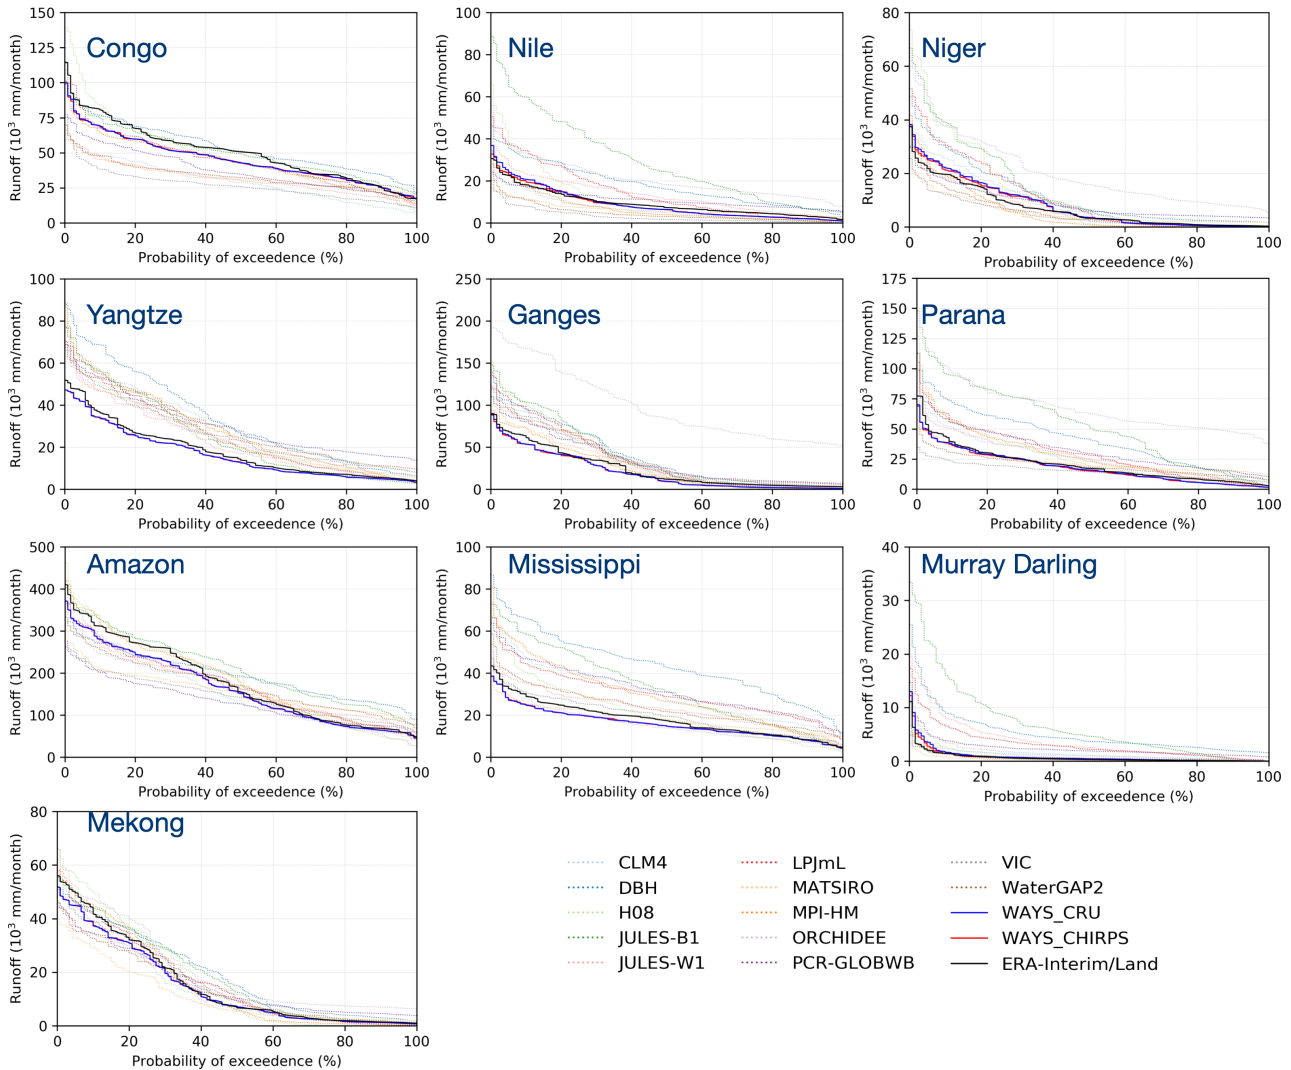 Congo
Runoff (10³ mm/month)
150
125
100
75
50
25
0
0 20 40 60 80 100
Probability of exceedence (%)
Nile
Runoff (10³ mm/month)
100
80
60
40
20
0
0 20 40 60 80 100
Probability of exceedence (%)
Niger
Runoff (10³ mm/month)
80
60
40
20
0
0 20 40 60 80 100
Probability of exceedence (%)
Yangtze
Runoff (10³ mm/month)
100
80
60
40
20
0
0 20 40 60 80 100
Probability of exceedence (%)
Ganges
Runoff (10³ mm/month)
250
200
150
100
50
0
0 20 40 60 80 100
Probability of exceedence (%)
Parana
Runoff (10³ mm/month)
175
150
125
100
75
50
25
0
0 20 40 60 80 100
Probability of exceedence (%)
Amazon
Runoff (10³ mm/month)
500
400
300
200
100
0
0 20 40 60 80 100
Probability of exceedence (%)
Mississippi
Runoff (10³ mm/month)
100
80
60
40
20
0
0 20 40 60 80 100
Probability of exceedence (%)
Murray Darling
Runoff (10³ mm/month)
40
30
20
10
0
0 20 40 60 80 100
Probability of exceedence (%)
Mekong
Runoff (10³ mm/month)
80
60
40
20
0
0 20 40 60 80 100
Probability of exceedence (%)
CLM4
DBH
H08
JULES-B1
JULES-W1
LPJmL
MATSIRO
MPI-HM
ORCHIDEE
PCR-GLOBWB
VIC
WaterGAP2
WAYS_CRU
WAYS_CHIRPS
ERA-Interim/Land